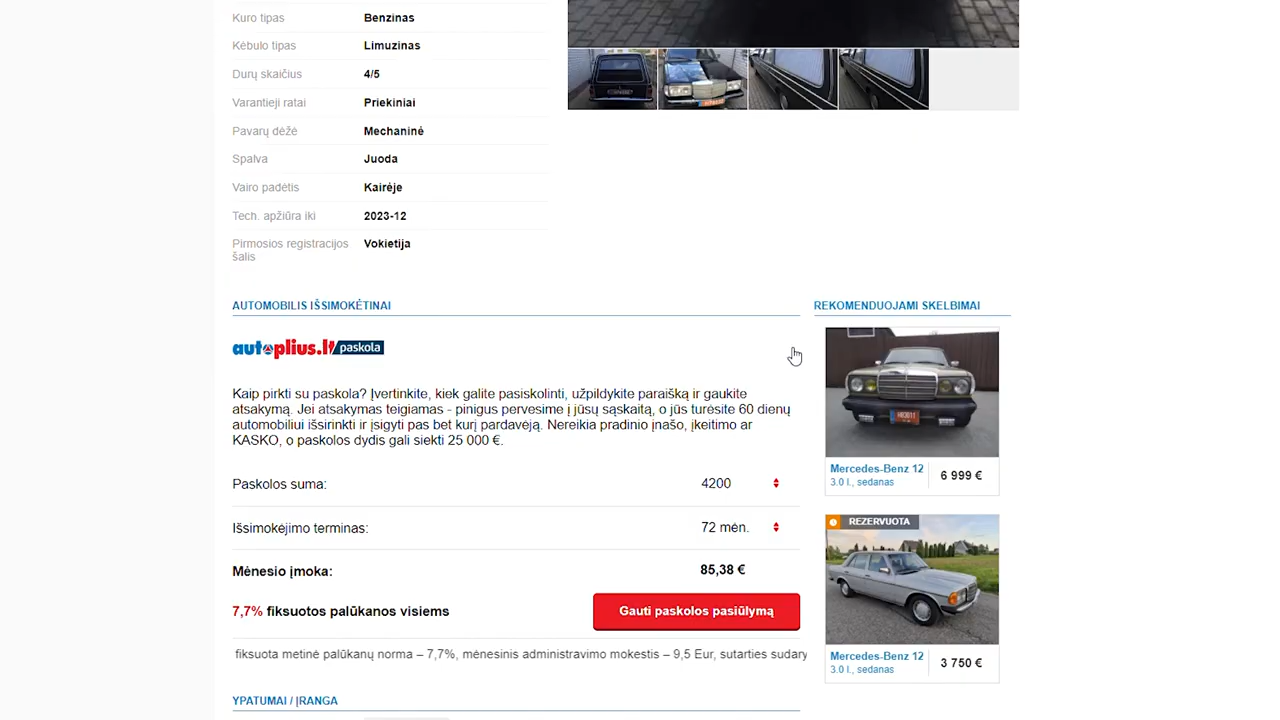 Kuro tipas Benzinas
Kėbulo tipas Limuzinas
Durų skaičius 4/5
Varantieji ratai Priekiniai
Pavarų dėžė Mechaninė
Spalva Juoda
Vairo padėtis Kairėje
Tech. apžiūra iki 2023-12
Pirmosios registracijos šalis Vokietija
AUTOMOBILIS IŠSIMOKĖTINAI
autoplius.lt paskola
Kaip pirkti su paskola? Įvertinkite, kiek galite pasiskolinti, užpildykite paraišką ir gaukite
atsakymą. Jei atsakymas teigiamas - pinigus pervesime į jūsų sąskaitą, o jūs turėsite 60 dienų
automobiliui išsirinkti ir įsigyti pas bet kurį pardavėją. Nereikia pradinio įnašo, įkeitimo ar
KASKO, o paskolos dydis gali siekti 25 000 €.
Paskolos suma: 4200
Išsimokėjimo terminas: 72 mėn.
Mėnesio įmoka: 85,38 €
7,7% fiksuotos palūkanos visiems
Gauti paskolos pasiūlymą
fiksuota metinė palūkanų norma – 7,7%, mėnesinis administravimo mokestis – 9,5 Eur, sutarties sudary
YPATUMAI / ĮRANGA
REKOMENDUOJAMI SKELBIMAI
Mercedes-Benz 12
3.0 l., sedanas
6 999 €
REZERVUOTA
Mercedes-Benz 12
3.0 l., sedanas
3 750 €